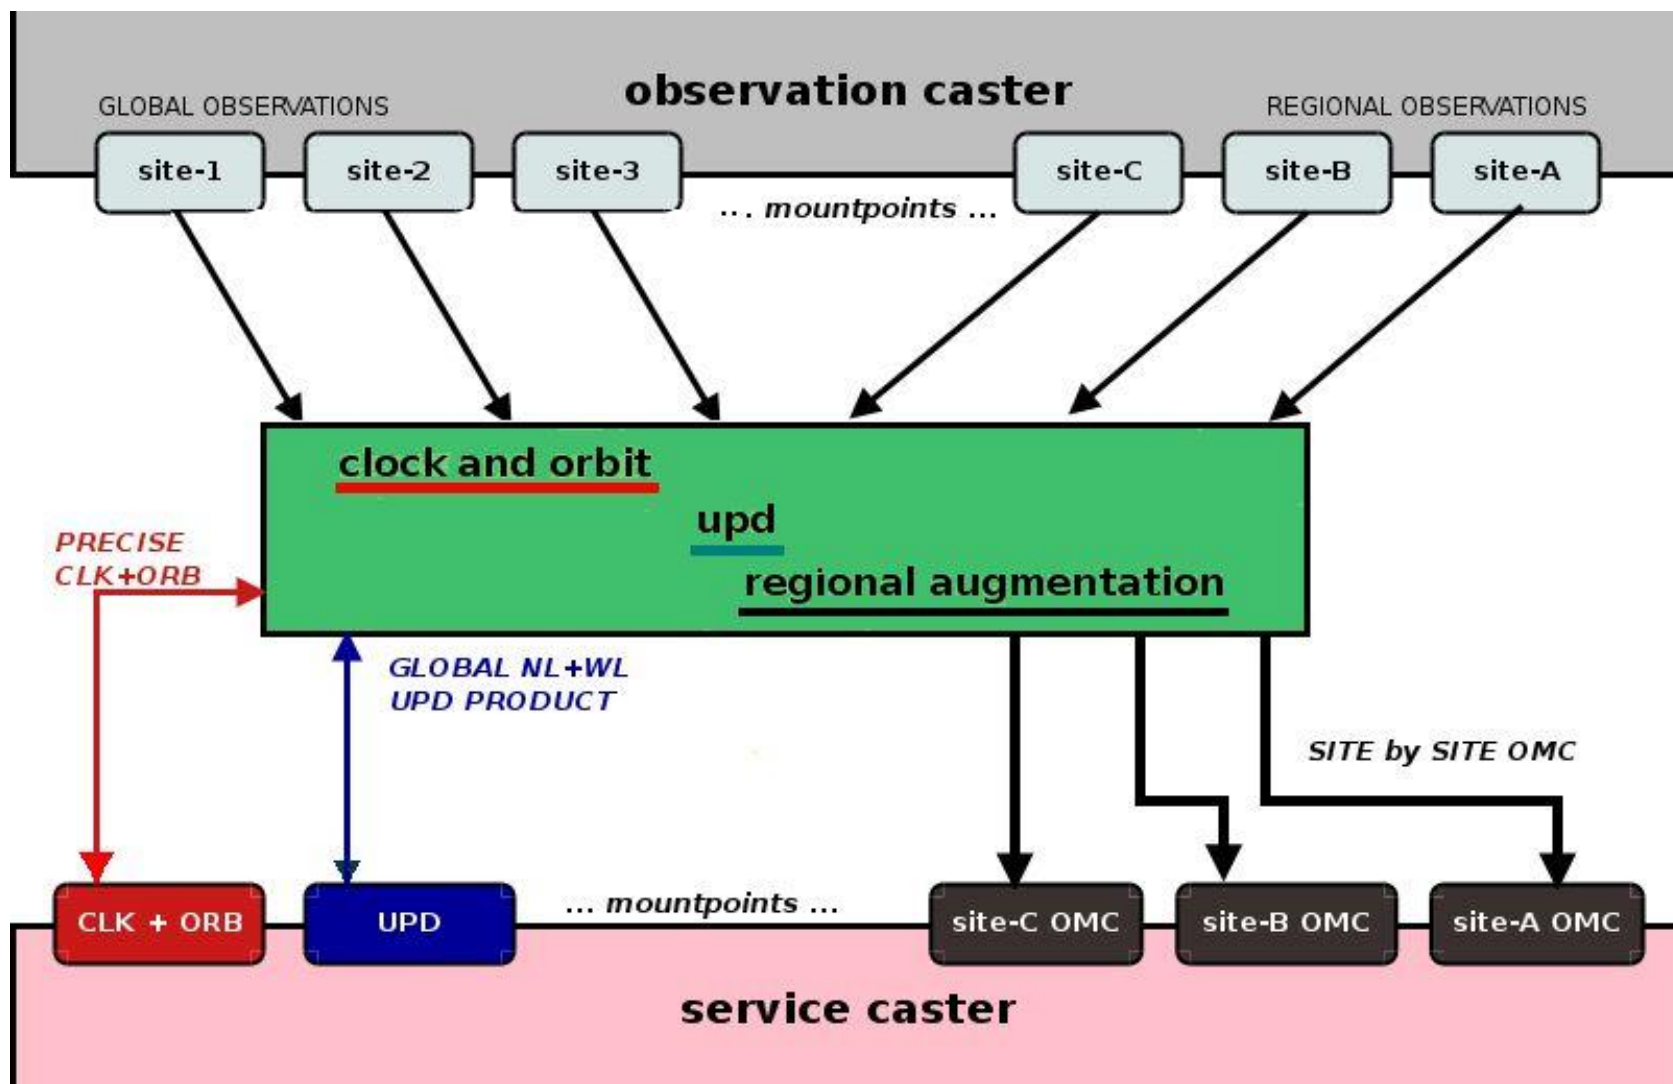 observation caster
GLOBAL OBSERVATIONS
REGIONAL OBSERVATIONS
site-1
site-2
site-3
site-C
site-B
site-A
... mountpoints ...
clock and orbit
upd
regional augmentation
PRECISE
CLK+ORB
GLOBAL NL+WL
UPD PRODUCT
SITE by SITE OMC
CLK + ORB
UPD
... mountpoints ...
site-C OMC
site-B OMC
site-A OMC
service caster